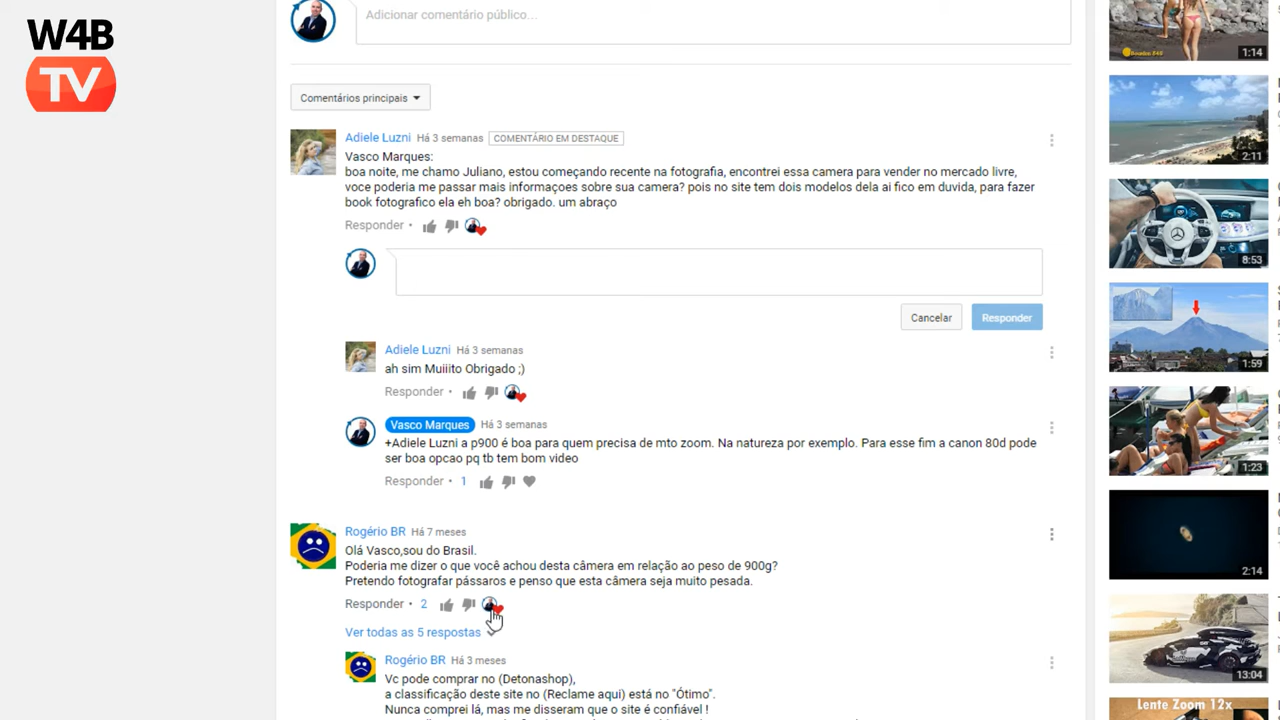 W4B
TV
Adicionar comentário público...
Comentários principais
Adiele Luzni Há 3 semanas COMENTÁRIO EM DESTAQUE
Vasco Marques:
boa noite, me chamo Juliano, estou começando recente na fotografia, encontrei essa camera para vender no mercado livre,
voce poderia me passar mais informaçoes sobre sua camera? pois no site tem dois modelos dela ai fico em duvida, para fazer
book fotografico ela eh boa? obrigado. um abraço
Responder •
Cancelar Responder
Adiele Luzni Há 3 semanas
ah sim Muiiito Obrigado ;)
Responder •
Vasco Marques Há 3 semanas
+Adiele Luzni a p900 é boa para quem precisa de mto zoom. Na natureza por exemplo. Para esse fim a canon 80d pode
ser boa opcao pq tb tem bom video
Responder • 1
Rogério BR Há 7 meses
Olá Vasco,sou do Brasil.
Poderia me dizer o que você achou desta câmera em relação ao peso de 900g?
Pretendo fotografar pássaros e penso que esta câmera seja muito pesada.
Responder • 2
Ver todas as 5 respostas
Rogério BR Há 3 meses
Vc pode comprar no (Detonashop),
a classificação deste site no (Reclame aqui) está no "Ótimo".
Nunca comprei lá, mas me disseram que o site é confiável !
1:14
2:11
8:53
1:59
1:23
2:14
13:04
Lente Zoom 12x